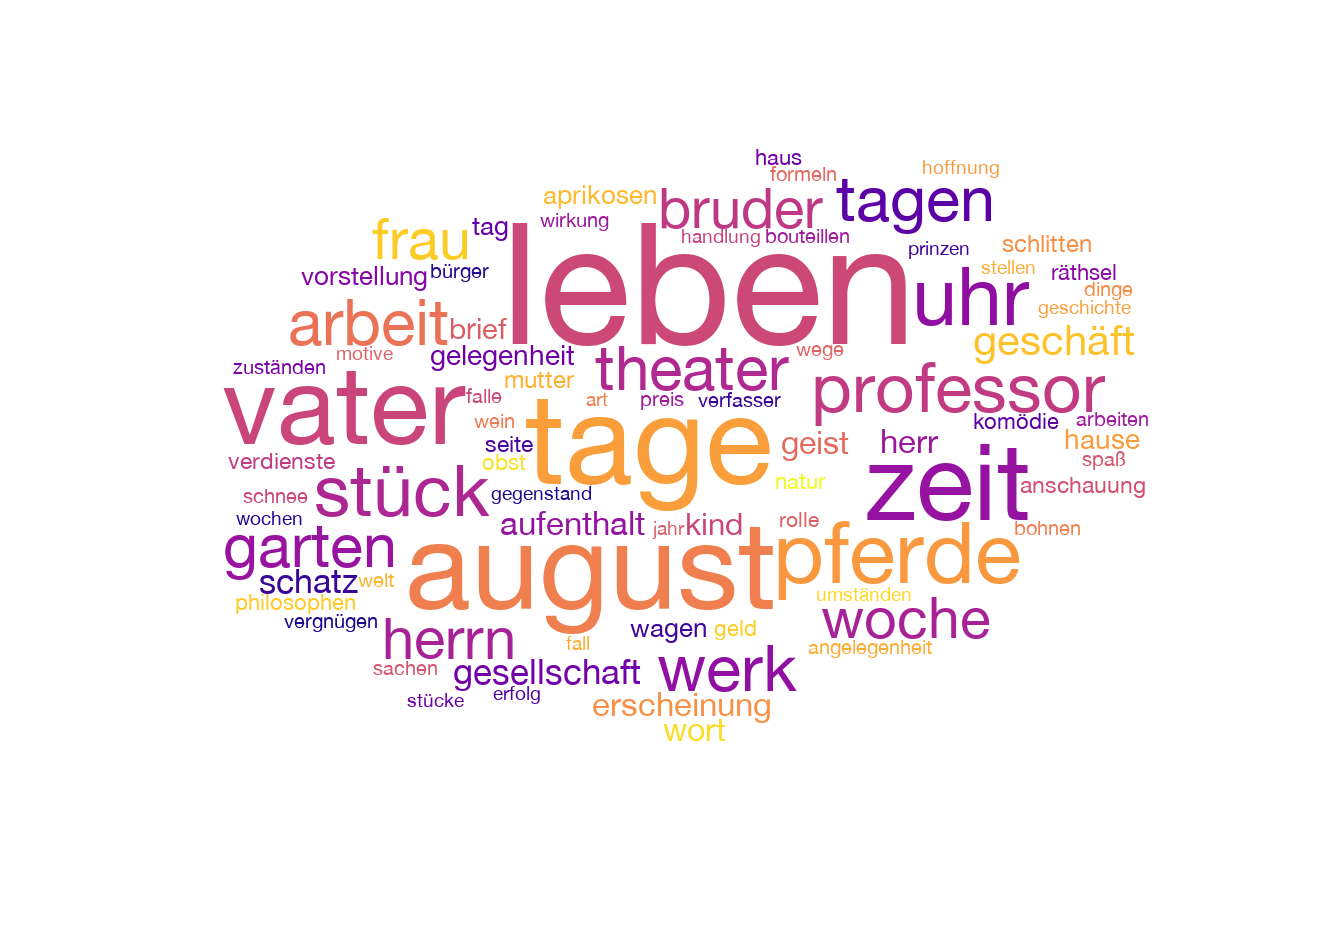 haus
formeln
hoffnung
aprikosen
bruder
tagen
frau
tag
wirkung
leben
handlung
bouteillen
prinzen
schlitten
vorstellung
bürger
uhr
stellen
räthsel
dinge
geschichte
arbeit
brief
geschäft
zuständen
motive
gelegenheit
theater
wege
professor
vater
mutter
falle
tage
art
preis
verfasser
wein
komödie
arbeiten
seite
geist
herr
hause
verdienste
obst
zeit
spaß
stück
gegenstand
natur
anschauung
schnee
wochen
aufenthalt
jahr
kind
rolle
bohnen
garten
august
pferde
schatz
welt
philosophen
umständen
vergnügen
herrn
wagen
geld
woche
fall
angelegenheit
sachen
gesellschaft
werk
stücke
erfolg
erscheinung
wort